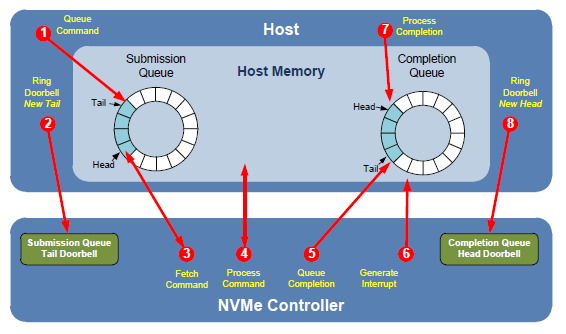 Queue
Command
1
Host
7
Process
Completion
Submission
Queue
Host Memory
Completion
Queue
Ring
Doorbell
New Tail
2
Tail
Head
Head
Tail
Ring
Doorbell
New Head
8
Submission Queue
Tail Doorbell
3
Fetch
Command
4
Process
Command
5
Queue
Completion
6
Generate
Interrupt
Completion Queue
Head Doorbell
NVMe Controller